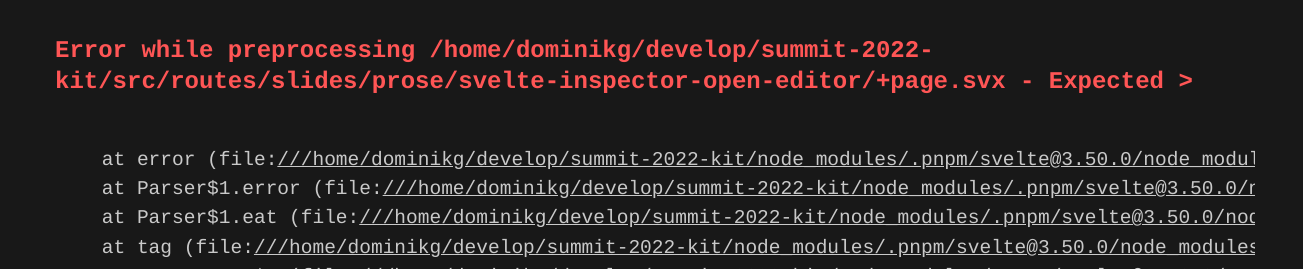 Error while preprocessing /home/dominikg/develop/summit-2022-
kit/src/routes/slides/prose/svelte-inspector-open-editor/+page.svx - Expected >
at error (file:///home/dominikg/develop/summit-2022-kit/node_modules/.pnpm/svelte@3.50.0/node_modul
at Parser$1.error (file:///home/dominikg/develop/summit-2022-kit/node_modules/.pnpm/svelte@3.50.0/n
at Parser$1.eat (file:///home/dominikg/develop/summit-2022-kit/node_modules/.pnpm/svelte@3.50.0/nod
at tag (file:///home/dominikg/develop/summit-2022-kit/node_modules/.pnpm/svelte@3.50.0/node_modules